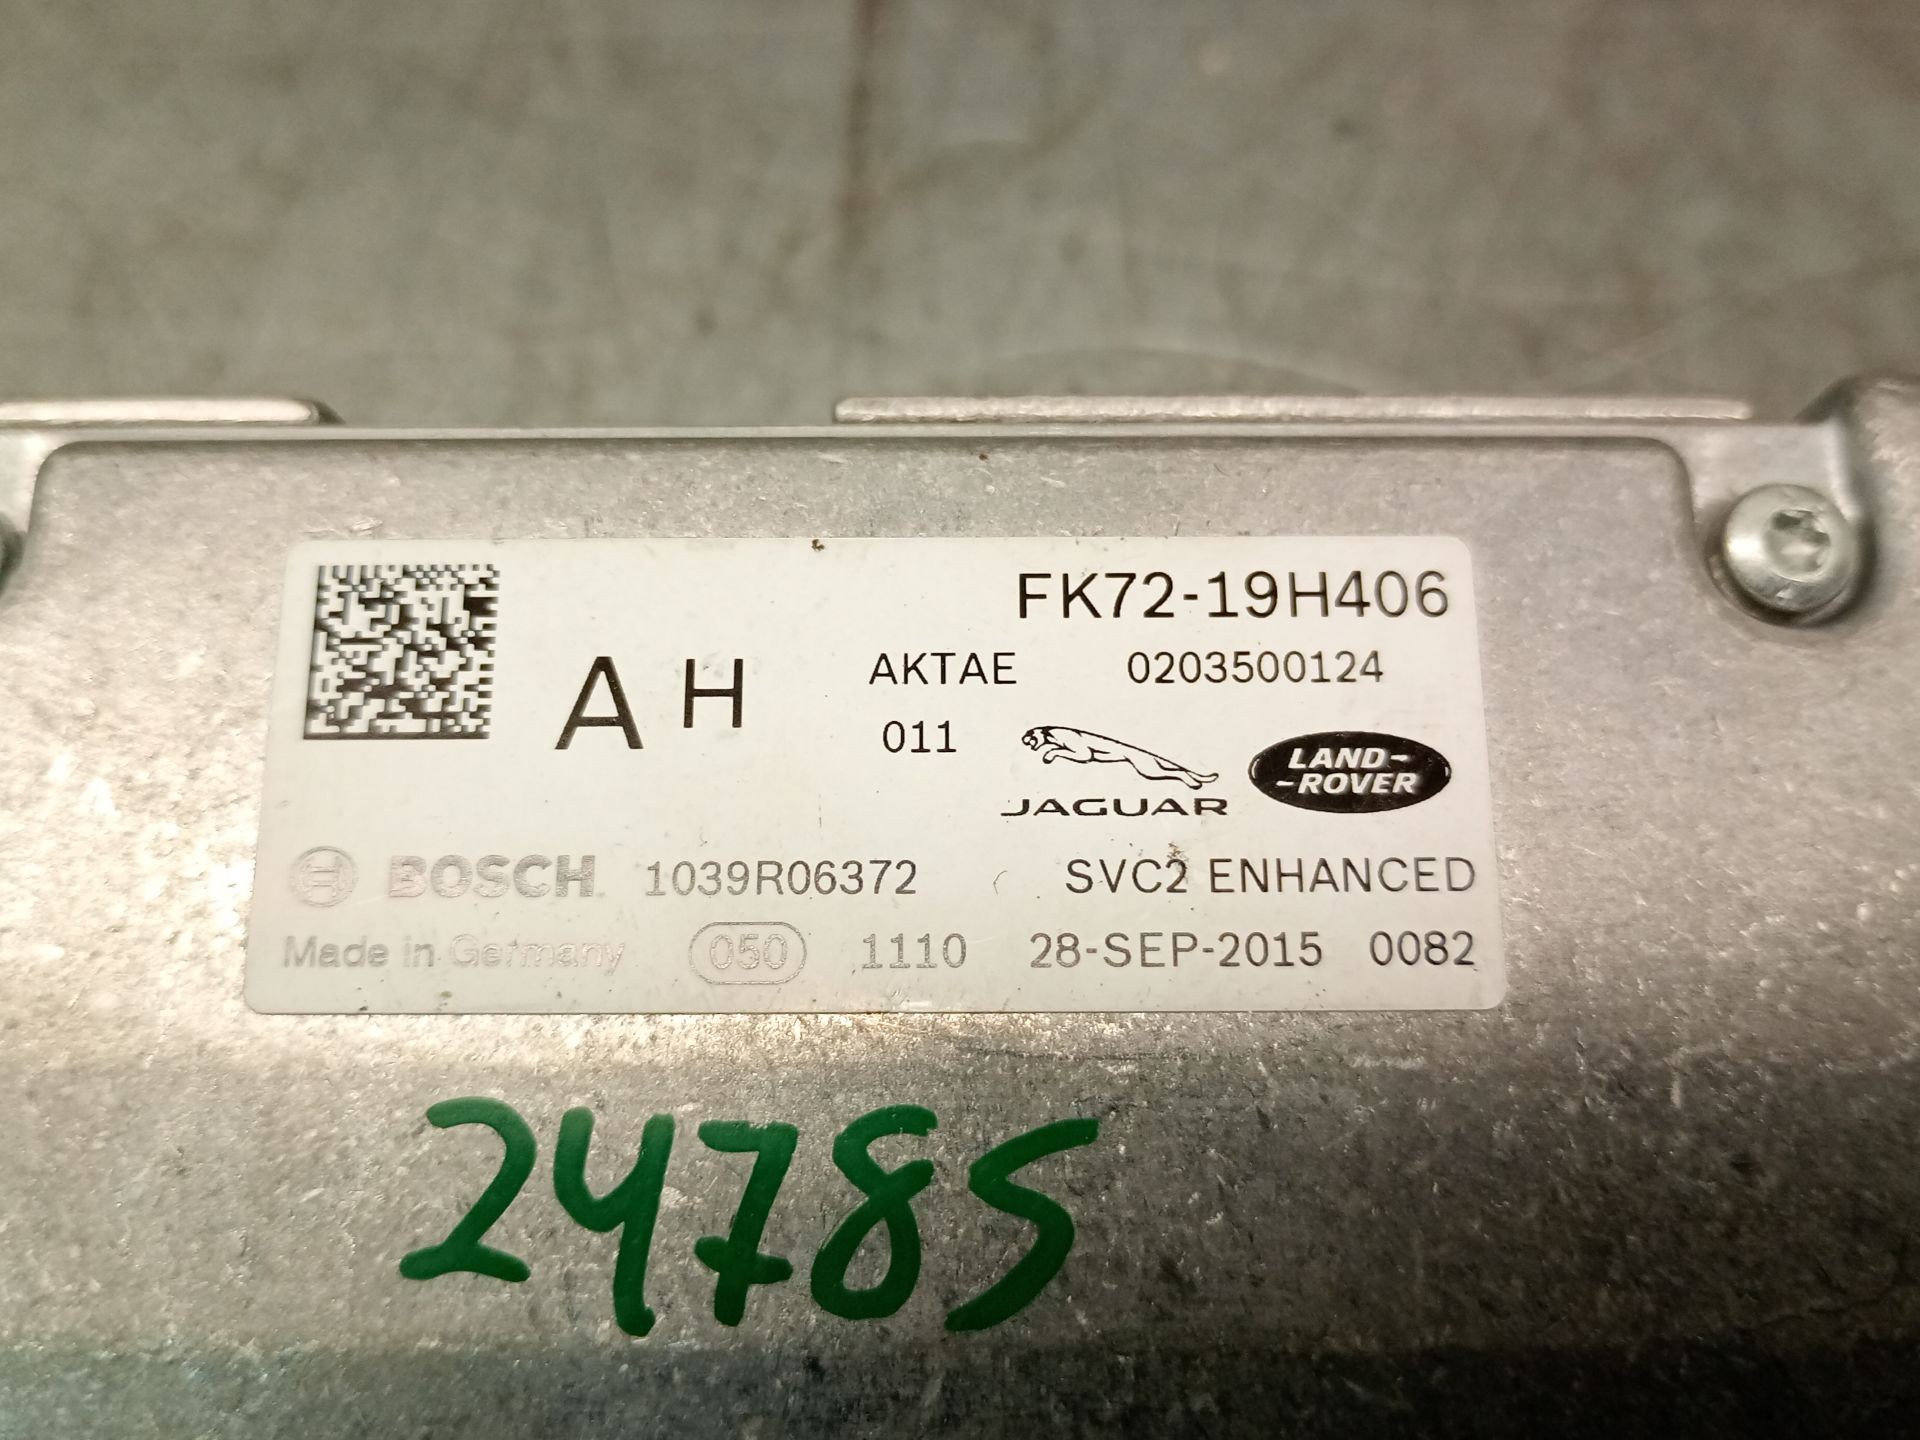 FK72-19H406
A H
AKTAE 0203500124
011
JAGUAR
LAND-
-ROVER
BOSCH 1039R06372 SVC2 ENHANCED
Made in Germany 050 1110 28-SEP-2015 0082
24785